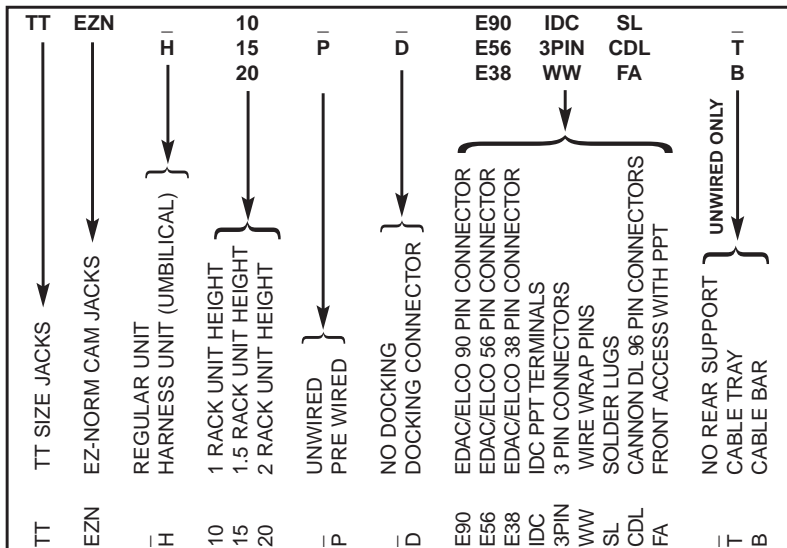 TT EZN _ 10 _ _ E90 IDC SL _
H 15 P D E56 3PIN CDL T
20 E38 WW FA B
UNWIRED ONLY
TT TT SIZE JACKS
EZN EZ-NORM CAM JACKS
_ REGULAR UNIT
H HARNESS UNIT (UMBILICAL)
10 1 RACK UNIT HEIGHT
15 1.5 RACK UNIT HEIGHT
20 2 RACK UNIT HEIGHT
_ UNWIRED
P PRE WIRED
_ NO DOCKING
D DOCKING CONNECTOR
E90 EDAC/ELCO 90 PIN CONNECTOR
E56 EDAC/ELCO 56 PIN CONNECTOR
E38 EDAC/ELCO 38 PIN CONNECTOR
IDC IDC PPT TERMINALS
3PIN 3 PIN CONNECTORS
WW WIRE WRAP PINS
SL SOLDER LUGS
CDL CANNON DL 96 PIN CONNECTORS
FA FRONT ACCESS WITH PPT
_ NO REAR SUPPORT
T CABLE TRAY
B CABLE BAR